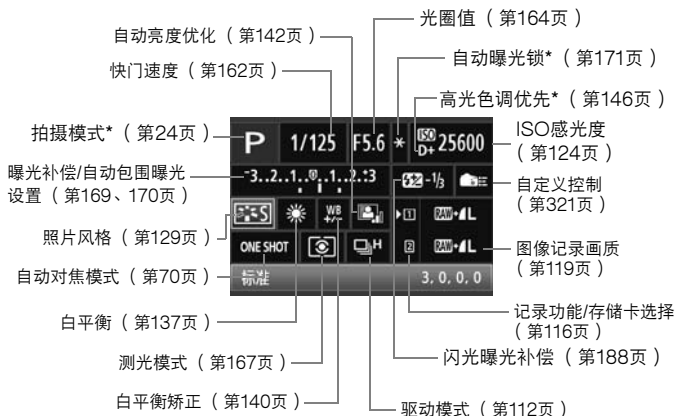 光圈值（第164页）
自动亮度优化（第142页）
自动曝光锁*（第171页）
快门速度（第162页）
高光色调优先*（第146页）
拍摄模式*（第24页）
ISO感光度
（第124页）
P 1/125 F5.6 * ISO D+ 25600
曝光补偿/自动包围曝光
设置（第169、170页）
-3..2..1..0..1..2..+3
-1/3
自定义控制
（第321页）
照片风格（第129页）
S WB +/- 1 RAW+L
图像记录画质
（第119页）
自动对焦模式（第70页）
ONE SHOT H 2 RAW+L
标准 3, 0, 0, 0
记录功能/存储卡选择
（第116页）
白平衡（第137页）
闪光曝光补偿（第188页）
测光模式（第167页）
白平衡矫正（第140页）
驱动模式（第112页）